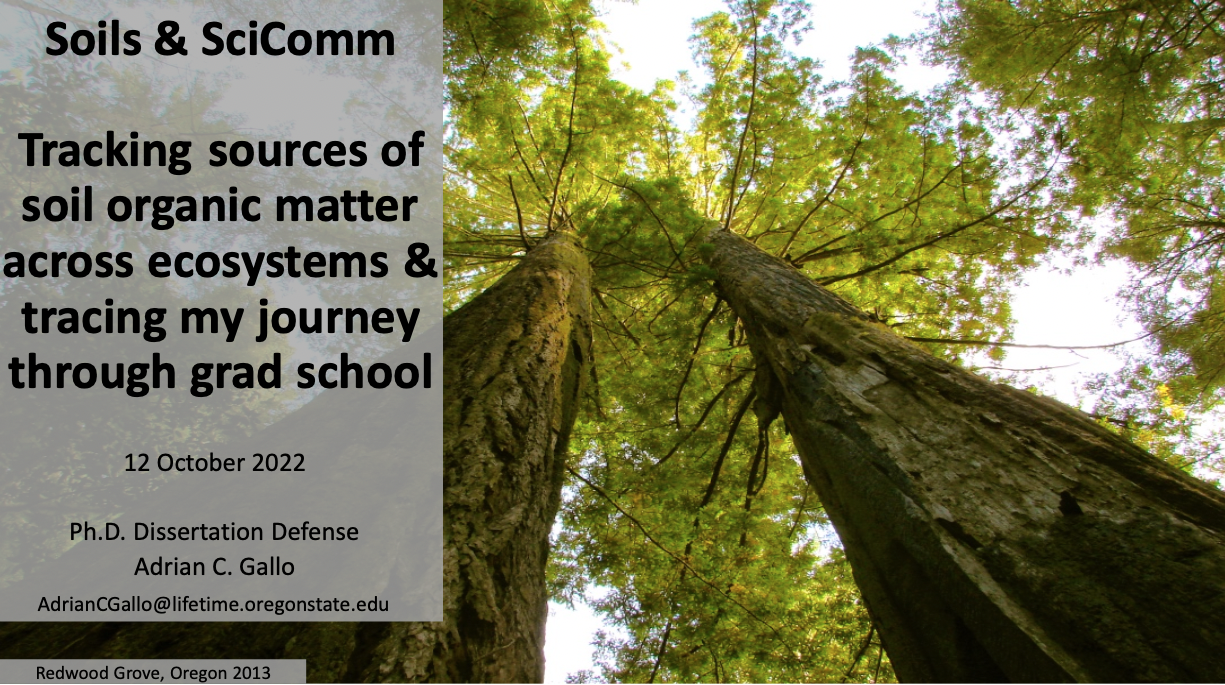 Soils & SciComm
Tracking sources of
soil organic matter
across ecosystems &
tracing my journey
through grad school
12 October 2022
Ph.D. Dissertation Defense
Adrian C. Gallo
AdrianCGallo@lifetime.oregonstate.edu
Redwood Grove, Oregon 2013